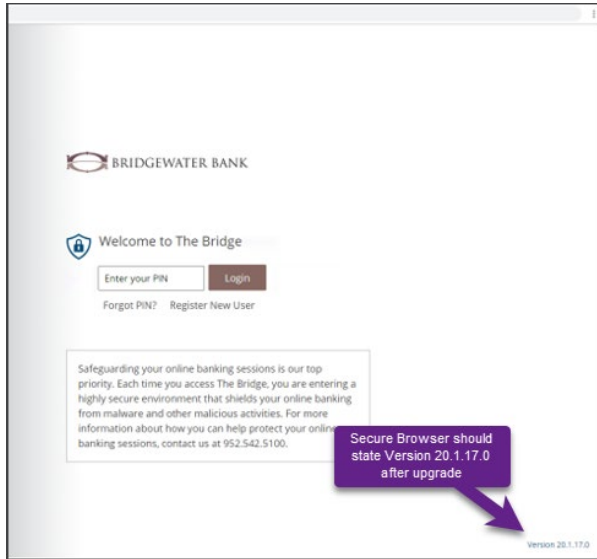 BRIDGEWATER BANK
Welcome to The Bridge
Enter your PIN
Login
Forgot PIN? Register New User
Safeguarding your online banking sessions is our top
priority. Each time you access The Bridge, you are entering a
highly secure environment that shields your online banking
from malware and other malicious activities. For more
information about how you can help protect your online
banking sessions, contact us at 952.542.5100.
Secure Browser should
state Version 20.1.17.0
after upgrade
Version 20.1.17.0